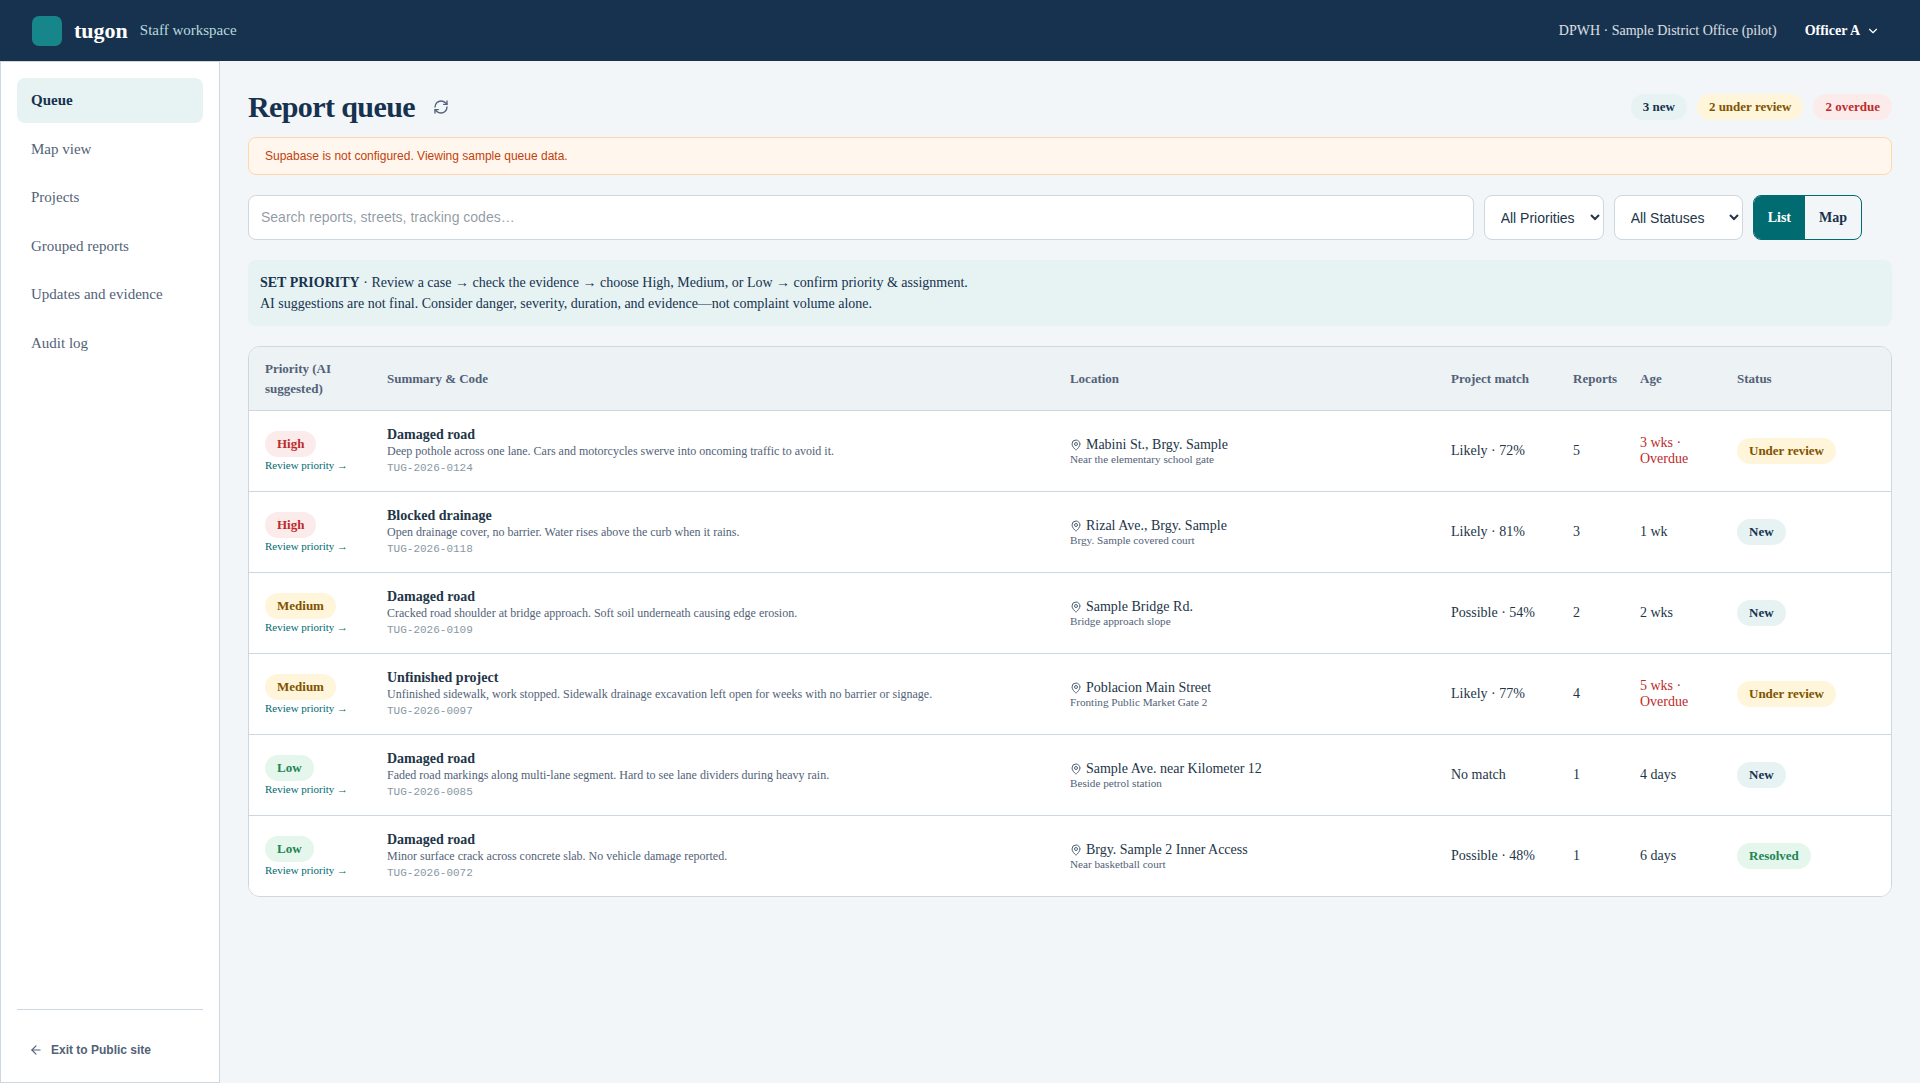 tugon
Staff workspace
DPWH · Sample District Office (pilot)
Officer A
Queue
Map view
Projects
Grouped reports
Updates and evidence
Audit log
Exit to Public site
Report queue
3 new
2 under review
2 overdue
Supabase is not configured. Viewing sample queue data.
Search reports, streets, tracking codes…
All Priorities
All Statuses
List
Map
SET PRIORITY · Review a case → check the evidence → choose High, Medium, or Low → confirm priority & assignment.
AI suggestions are not final. Consider danger, severity, duration, and evidence—not complaint volume alone.
Priority (AI
suggested)
Summary & Code
Location
Project match
Reports
Age
Status
High
Review priority →
Damaged road
Deep pothole across one lane. Cars and motorcycles swerve into oncoming traffic to avoid it.
TUG-2026-0124
Mabini St., Brgy. Sample
Near the elementary school gate
Likely · 72%
5
3 wks ·
Overdue
Under review
High
Review priority →
Blocked drainage
Open drainage cover, no barrier. Water rises above the curb when it rains.
TUG-2026-0118
Rizal Ave., Brgy. Sample
Brgy. Sample covered court
Likely · 81%
3
1 wk
New
Medium
Review priority →
Damaged road
Cracked road shoulder at bridge approach. Soft soil underneath causing edge erosion.
TUG-2026-0109
Sample Bridge Rd.
Bridge approach slope
Possible · 54%
2
2 wks
New
Medium
Review priority →
Unfinished project
Unfinished sidewalk, work stopped. Sidewalk drainage excavation left open for weeks with no barrier or signage.
TUG-2026-0097
Poblacion Main Street
Fronting Public Market Gate 2
Likely · 77%
4
5 wks ·
Overdue
Under review
Low
Review priority →
Damaged road
Faded road markings along multi-lane segment. Hard to see lane dividers during heavy rain.
TUG-2026-0085
Sample Ave. near Kilometer 12
Beside petrol station
No match
1
4 days
New
Low
Review priority →
Damaged road
Minor surface crack across concrete slab. No vehicle damage reported.
TUG-2026-0072
Brgy. Sample 2 Inner Access
Near basketball court
Possible · 48%
1
6 days
Resolved